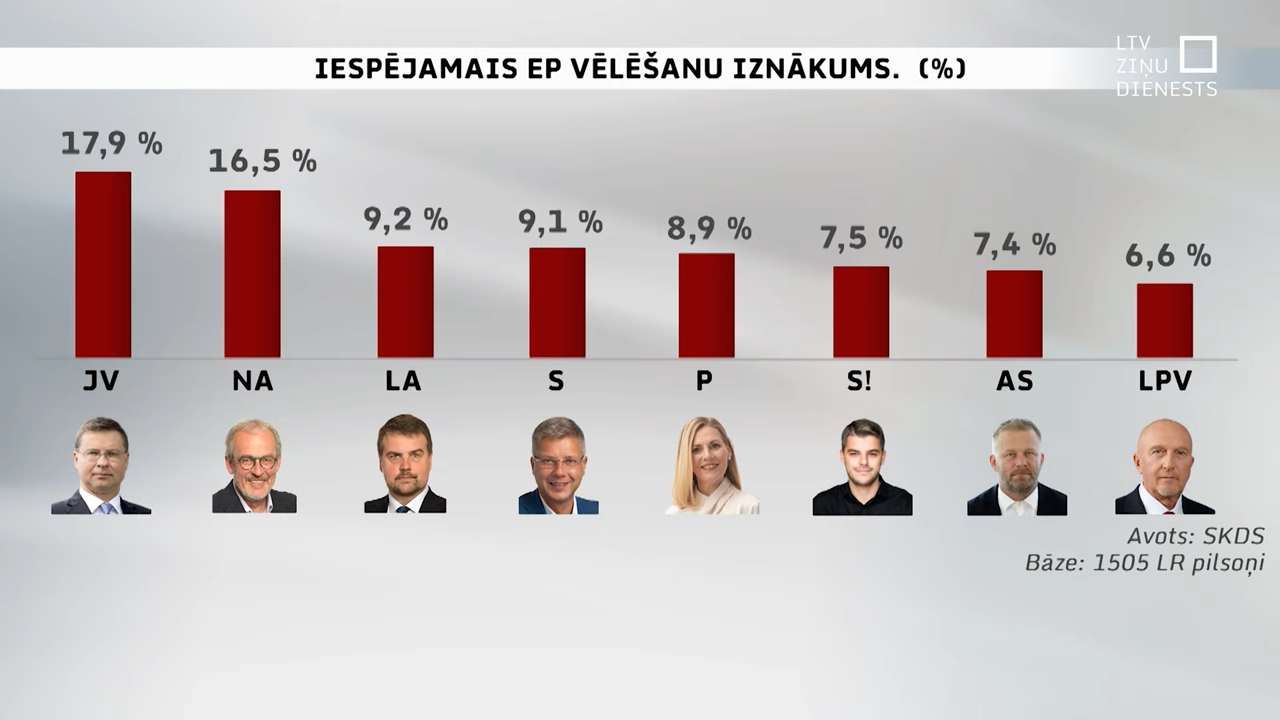 IESPĒJAMAIS EP VĒLĒŠANU IZNĀKUMS. (%)
LTV
ZIŅU
DIENESTS
17,9 %
16,5 %
9,2 %
9,1 %
8,9 %
7,5 %
7,4 %
6,6 %
JV
NA
LA
S
P
S!
AS
LPV
Avots: SKDS
Bāze: 1505 LR pilsoņi